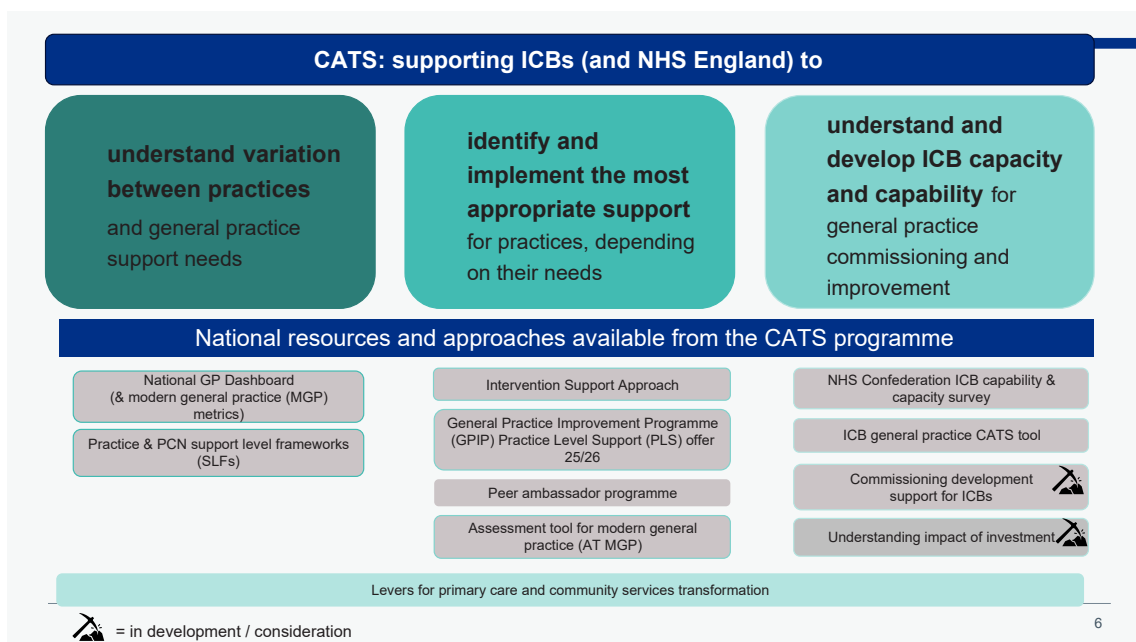 CATS: supporting ICBs (and NHS England) to
understand variation
between practices
and general practice
support needs
identify and
implement the most
appropriate support
for practices, depending
on their needs
understand and
develop ICB capacity
and capability for
general practice
commissioning and
improvement
National resources and approaches available from the CATS programme
National GP Dashboard
(& modern general practice (MGP)
metrics)
Practice & PCN support level frameworks
(SLFs)
Intervention Support Approach
General Practice Improvement Programme
(GPIP) Practice Level Support (PLS) offer
25/26
Peer ambassador programme
Assessment tool for modern general
practice (AT MGP)
NHS Confederation ICB capability &
capacity survey
ICB general practice CATS tool
Commissioning development
support for ICBs
Understanding impact of investment
Levers for primary care and community services transformation
= in development / consideration
6